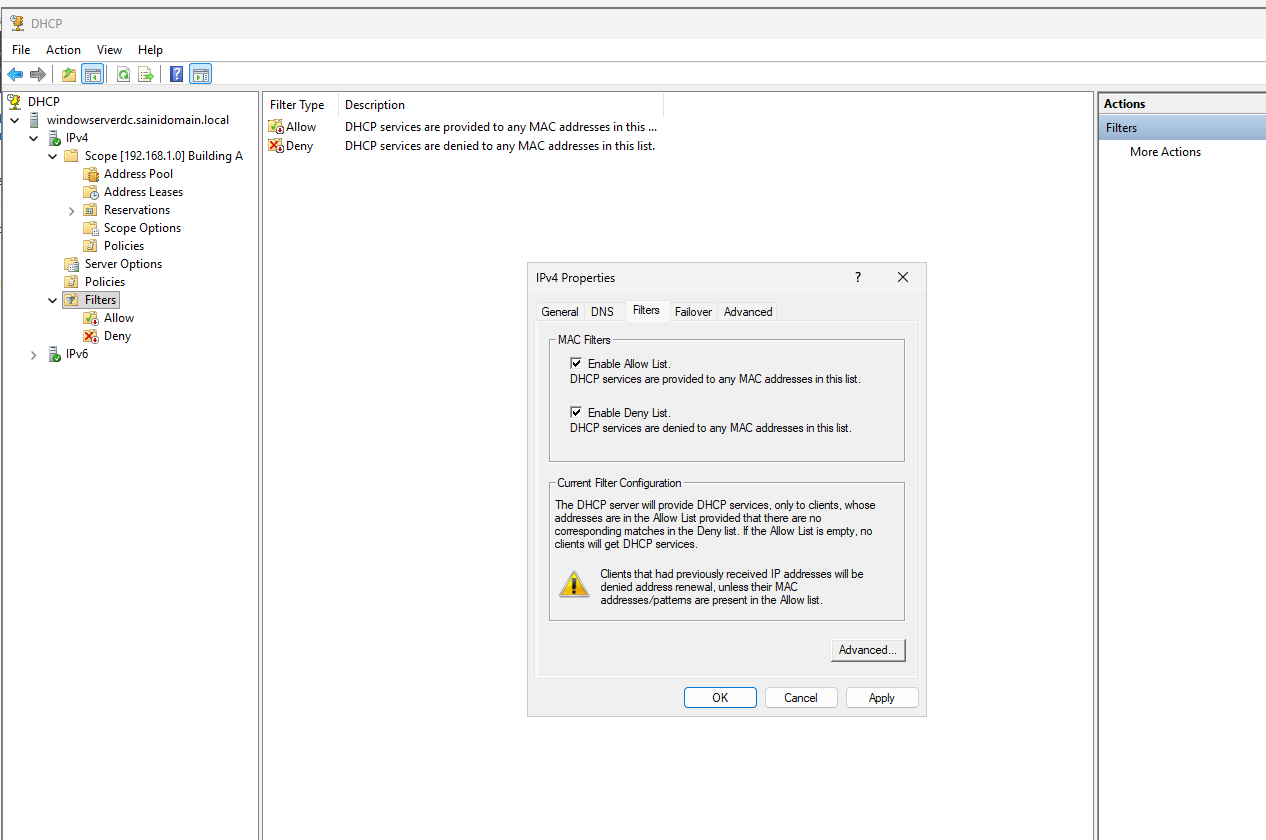 DHCP
File Action View Help
DHCP
windowserverdc.sainidomain.local
IPv4
Scope [192.168.1.0] Building A
Address Pool
Address Leases
Reservations
Scope Options
Policies
Server Options
Policies
Filters
Allow
Deny
IPv6
Filter Type Description
Allow DHCP services are provided to any MAC addresses in this ...
Deny DHCP services are denied to any MAC addresses in this list.
IPv4 Properties
General DNS Filters Failover Advanced
MAC Filters
Enable Allow List.
DHCP services are provided to any MAC addresses in this list.
Enable Deny List.
DHCP services are denied to any MAC addresses in this list.
Current Filter Configuration
The DHCP server will provide DHCP services, only to clients, whose
addresses are in the Allow List provided that there are no
corresponding matches in the Deny list. If the Allow List is empty, no
clients will get DHCP services.
Clients that had previously received IP addresses will be
denied address renewal, unless their MAC
addresses/patterns are present in the Allow list.
Advanced...
OK Cancel Apply
Actions
Filters
More Actions